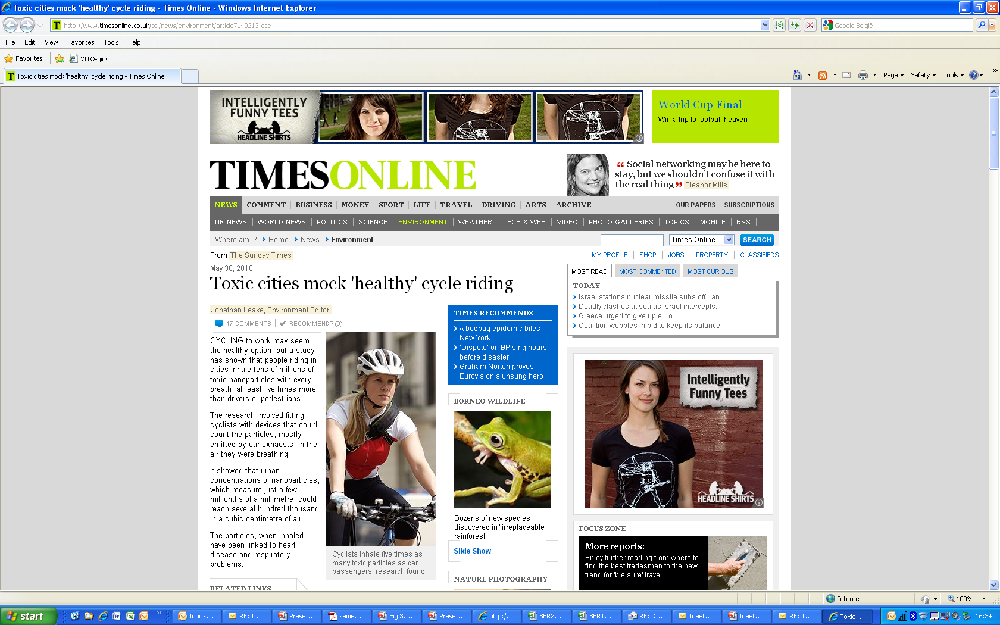 Toxic cities mock 'healthy' cycle riding - Times Online - Windows Internet Explorer
http://www.timesonline.co.uk/tol/news/environment/article7140213.ece
Google België
File Edit View Favorites Tools Help
Favorites VITO-gids
Toxic cities mock 'healthy' cycle riding - Times Online
Page Safety Tools
INTELLIGENTLY
FUNNY TEES
HEADLINE SHIRTS
World Cup Final
Win a trip to football heaven
TIMESONLINE
“ Social networking may be here to
stay, but we shouldn't confuse it with
the real thing ” Eleanor Mills
NEWS COMMENT BUSINESS MONEY SPORT LIFE TRAVEL DRIVING ARTS ARCHIVE OUR PAPERS SUBSCRIPTIONS
UK NEWS WORLD NEWS POLITICS SCIENCE ENVIRONMENT WEATHER TECH & WEB VIDEO PHOTO GALLERIES TOPICS MOBILE RSS
Where am I? Home News Environment
Times Online SEARCH
From The Sunday Times
MY PROFILE SHOP JOBS PROPERTY CLASSIFIEDS
May 30, 2010
Toxic cities mock 'healthy' cycle riding
Jonathan Leake, Environment Editor
17 COMMENTS RECOMMEND? (6)
CYCLING to work may seem
the healthy option, but a study
has shown that people riding in
cities inhale tens of millions of
toxic nanoparticles with every
breath, at least five times more
than drivers or pedestrians.
The research involved fitting
cyclists with devices that could
count the particles, mostly
emitted by car exhausts, in the
air they were breathing.
It showed that urban
concentrations of nanoparticles,
which measure just a few
millionths of a millimetre, could
reach several hundred thousand
in a cubic centimetre of air.
The particles, when inhaled,
have been linked to heart
disease and respiratory
problems.
RELATED LINKS
Cyclists inhale five times as
many toxic particles as car
passengers, research found
TIMES RECOMMENDS
A bedbug epidemic bites
New York
'Dispute' on BP's rig hours
before disaster
Graham Norton proves
Eurovision's unsung hero
BORNEO WILDLIFE
Dozens of new species
discovered in "irreplaceable"
rainforest
Slide Show
NATURE PHOTOGRAPHY
MOST READ MOST COMMENTED MOST CURIOUS
TODAY
Israel stations nuclear missile subs off Iran
Deadly clashes at sea as Israel intercepts...
Greece urged to give up euro
Coalition wobbles in bid to keep its balance
Intelligently
Funny Tees
HEADLINE SHIRTS
FOCUS ZONE
More reports:
Enjoy further reading from where to
find the best tradesmen to the new
trend for 'bleisure' travel
Internet 100%
start Inbox... RE: I... Prese... same... Fig 3.... Prese... http:/... BFR2... BFR1... RE: D... Ideet... Ideet... RE: T... Toxic ... 16:34